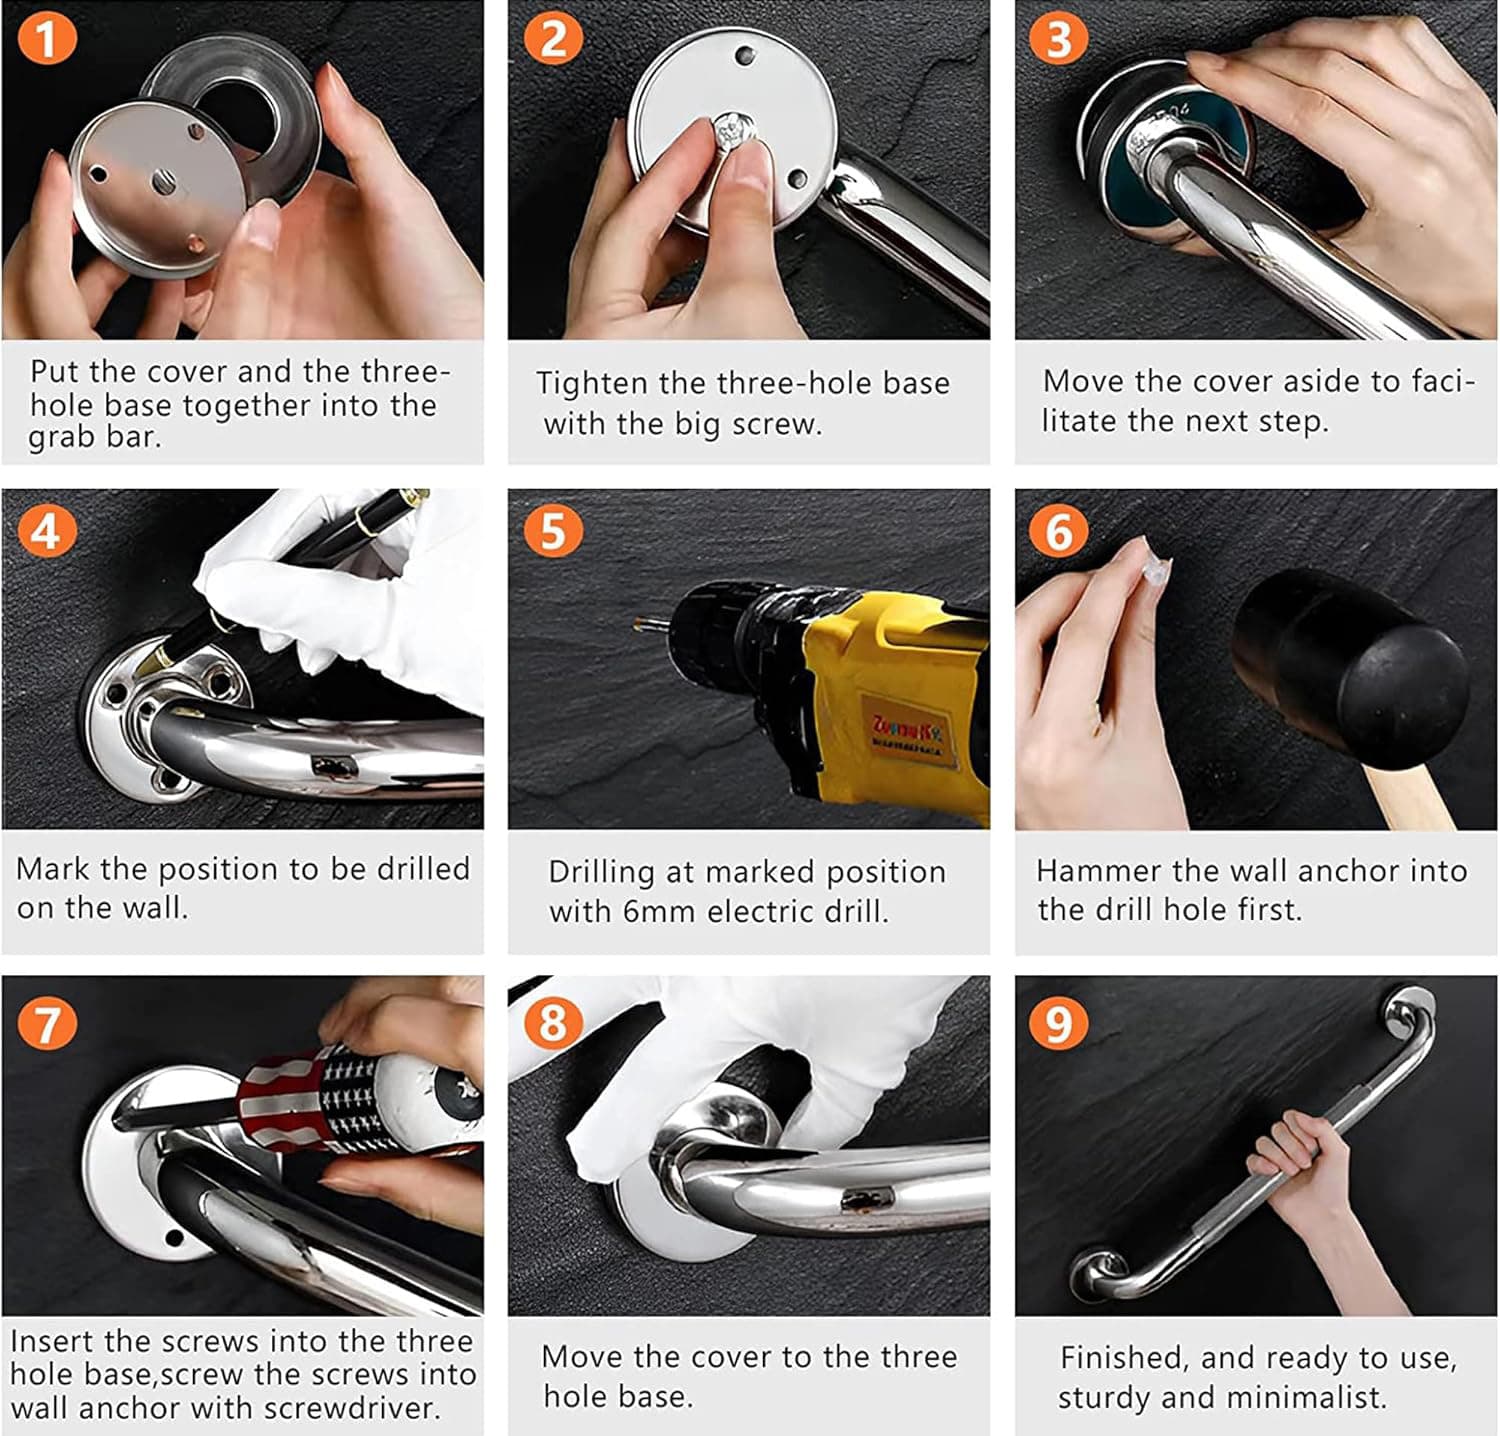 1
Put the cover and the three-
hole base together into the
grab bar.
2
Tighten the three-hole base
with the big screw.
3
Move the cover aside to faci-
litate the next step.
4
Mark the position to be drilled
on the wall.
5
Drilling at marked position
with 6mm electric drill.
6
Hammer the wall anchor into
the drill hole first.
7
Insert the screws into the three
hole base,screw the screws into
wall anchor with screwdriver.
8
Move the cover to the three
hole base.
9
Finished, and ready to use,
sturdy and minimalist.